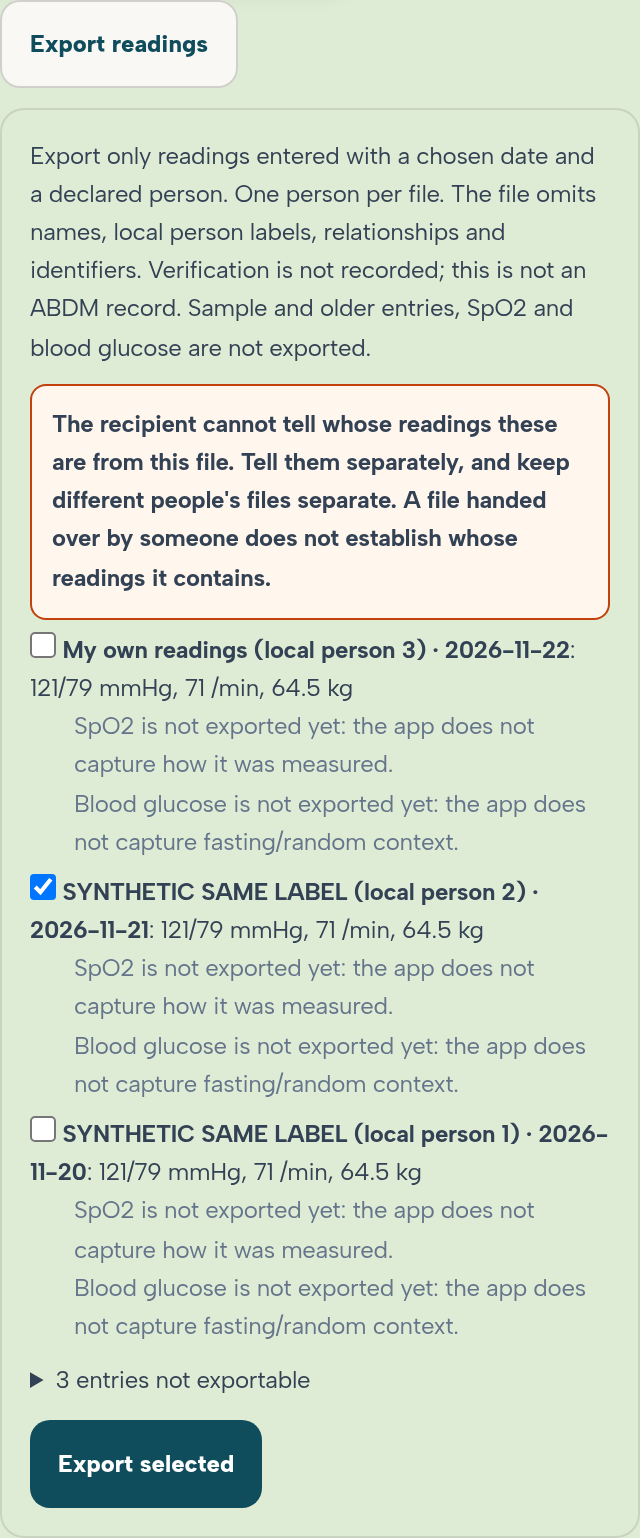 Export readings
Export only readings entered with a chosen date and
a declared person. One person per file. The file omits
names, local person labels, relationships and
identifiers. Verification is not recorded; this is not an
ABDM record. Sample and older entries, SpO2 and
blood glucose are not exported.
The recipient cannot tell whose readings these
are from this file. Tell them separately, and keep
different people's files separate. A file handed
over by someone does not establish whose
readings it contains.
My own readings (local person 3) · 2026-11-22:
121/79 mmHg, 71 /min, 64.5 kg
SpO2 is not exported yet: the app does not
capture how it was measured.
Blood glucose is not exported yet: the app does
not capture fasting/random context.
SYNTHETIC SAME LABEL (local person 2) ·
2026-11-21: 121/79 mmHg, 71 /min, 64.5 kg
SpO2 is not exported yet: the app does not
capture how it was measured.
Blood glucose is not exported yet: the app does
not capture fasting/random context.
SYNTHETIC SAME LABEL (local person 1) · 2026-
11-20: 121/79 mmHg, 71 /min, 64.5 kg
SpO2 is not exported yet: the app does not
capture how it was measured.
Blood glucose is not exported yet: the app does
not capture fasting/random context.
3 entries not exportable
Export selected